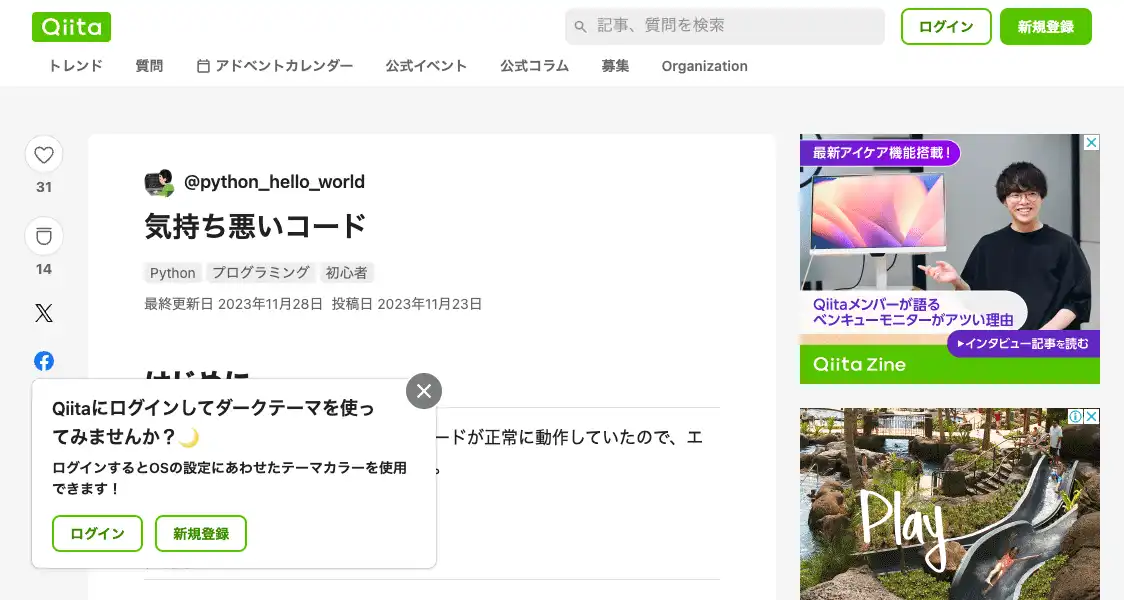 Qiita
記事、質問を検索
ログイン
新規登録
トレンド
質問
アドベントカレンダー
公式イベント
公式コラム
募集
Organization
31
14
@python_hello_world
気持ち悪いコード
Python プログラミング 初心者
最終更新日 2023年11月28日 投稿日 2023年11月23日
はじめに
ードが正常に動作していたので、エ
。
Qiitaにログインしてダークテーマを使っ
てみませんか？🌙
ログインするとOSの設定にあわせたテーマカラーを使用
できます！
ログイン
新規登録
最新アイケア機能搭載！
Qiitaメンバーが語る
ベンキューモニターがアツい理由
▶インタビュー記事を読む
Qiita Zine
Play